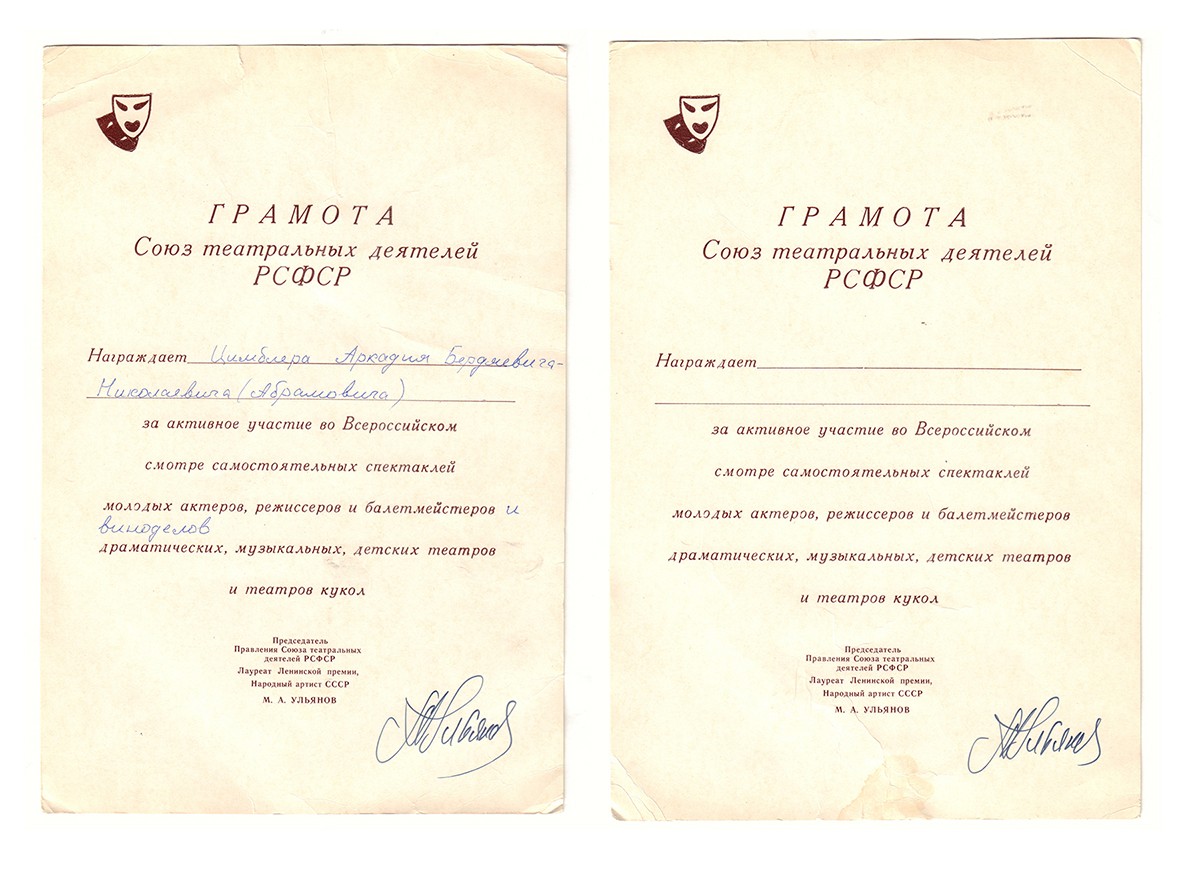 ГРАМОТА
Союз театральных деятелей
РСФСР
Награждает Цимблера Аркадия Берджевича-
Николаевича (Абрамовича)
за активное участие во Всероссийском
смотре самостоятельных спектаклей
молодых актеров, режиссеров и балетмейстеров и
виноделов
драматических, музыкальных, детских театров
и театров кукол
Председатель
Правления Союза театральных
деятелей РСФСР
Лауреат Ленинской премии,
Народный артист СССР
М. А. УЛЬЯНОВ
МУльянов
ГРАМОТА
Союз театральных деятелей
РСФСР
Награждает
за активное участие во Всероссийском
смотре самостоятельных спектаклей
молодых актеров, режиссеров и балетмейстеров
драматических, музыкальных, детских театров
и театров кукол
Председатель
Правления Союза театральных
деятелей РСФСР
Лауреат Ленинской премии,
Народный артист СССР
М. А. УЛЬЯНОВ
МУльянов